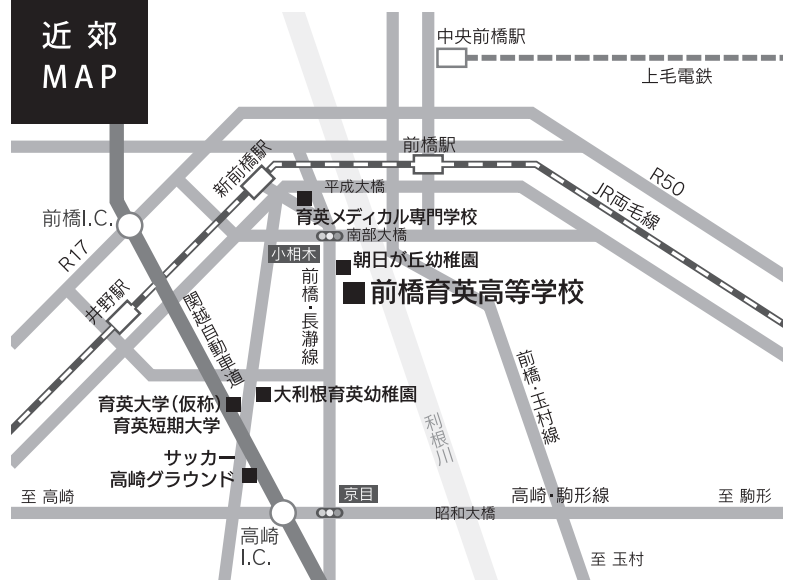 近郊
MAP
中央前橋駅
上毛電鉄
前橋駅
新前橋駅
R50
JR両毛線
平成大橋
育英メディカル専門学校
前橋I.C.
南部大橋
R17
小相木
朝日が丘幼稚園
前橋育英高等学校
井野駅
前橋・長瀞線
関越自動車道
前橋・玉村線
大利根育英幼稚園
育英大学(仮称)
育英短期大学
利根川
サッカー
高崎グラウンド
至 高崎
京目
高崎・駒形線
至 駒形
昭和大橋
高崎
I.C.
至 玉村